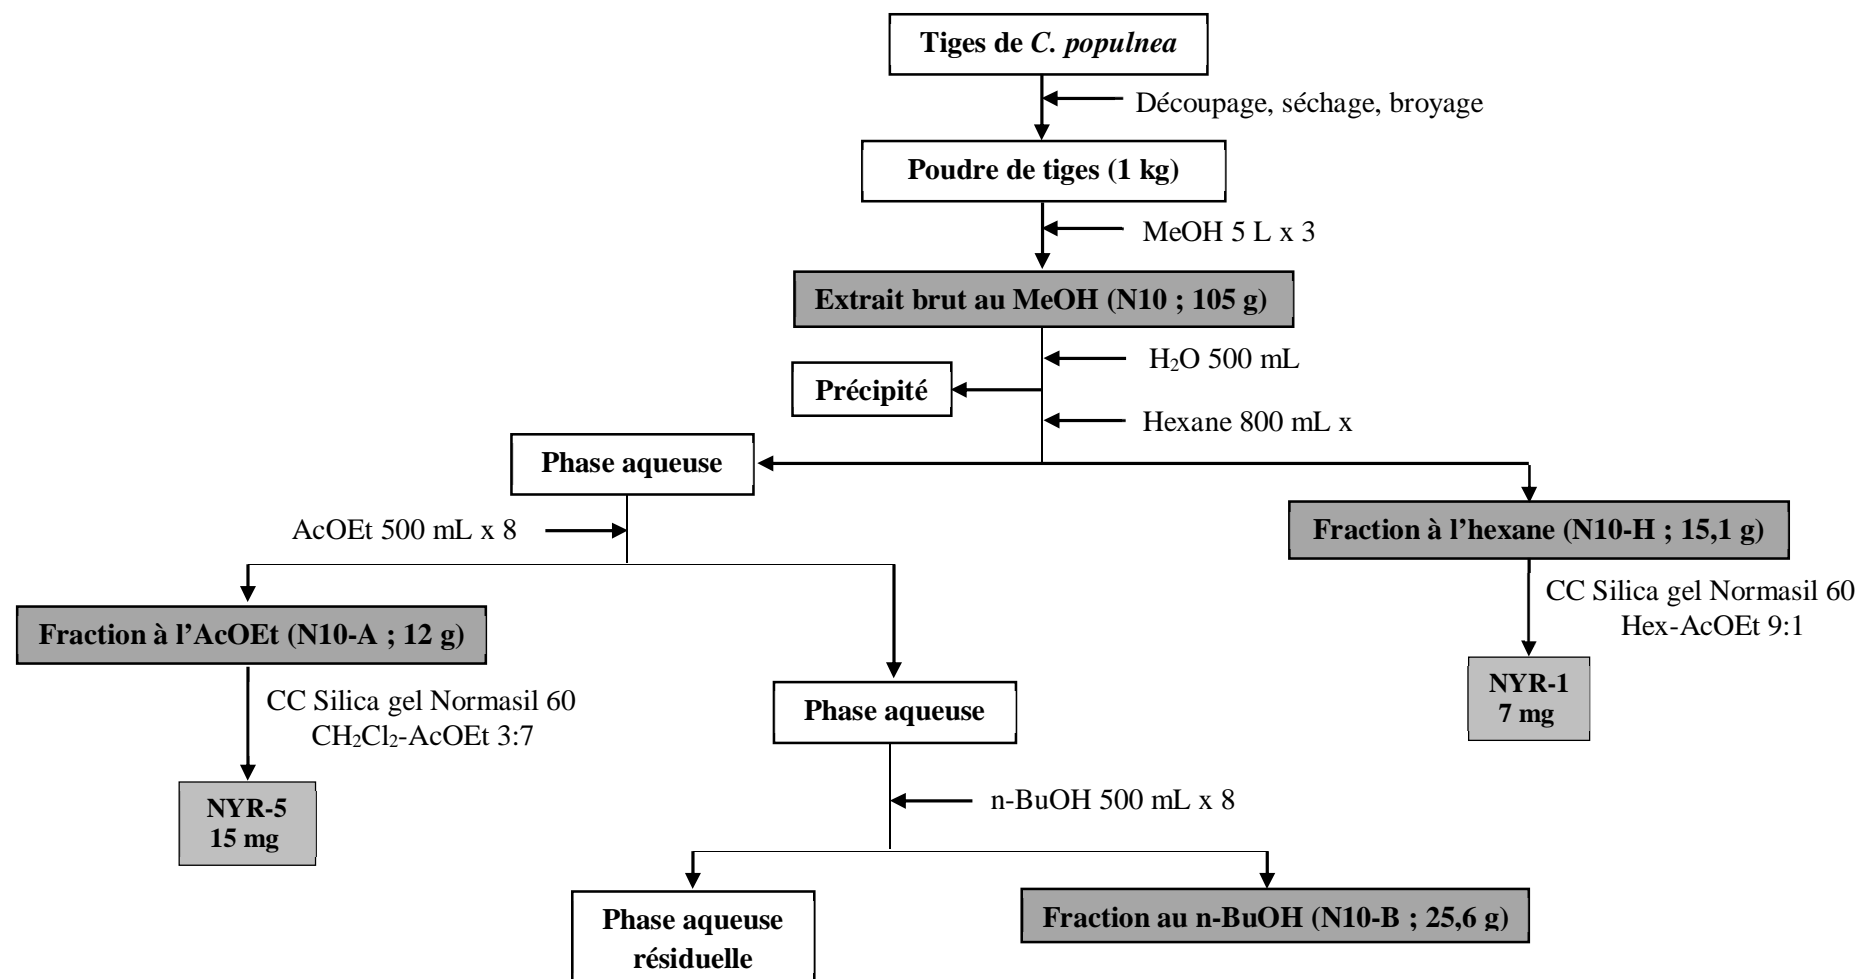 Tiges de C. populnea
Découpage, séchage, broyage
Poudre de tiges (1 kg)
MeOH 5 L x 3
Extrait brut au MeOH (N10 ; 105 g)
H₂O 500 mL
Précipité
Hexane 800 mL x
Phase aqueuse
AcOEt 500 mL x 8
Fraction à l’hexane (N10-H ; 15,1 g)
CC Silica gel Normasil 60
Hex-AcOEt 9:1
Fraction à l’AcOEt (N10-A ; 12 g)
NYR-1
7 mg
CC Silica gel Normasil 60
CH₂Cl₂-AcOEt 3:7
Phase aqueuse
NYR-5
15 mg
n-BuOH 500 mL x 8
Phase aqueuse
résiduelle
Fraction au n-BuOH (N10-B ; 25,6 g)